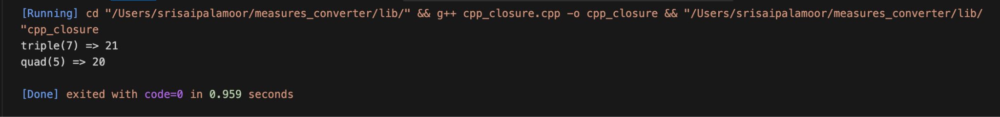 [Running] cd "/Users/srisaipalamoor/measures_converter/lib/" && g++ cpp_closure.cpp -o cpp_closure && "/Users/srisaipalamoor/measures_converter/lib/
"cpp_closure
triple(7) => 21
quad(5) => 20
[Done] exited with code=0 in 0.959 seconds